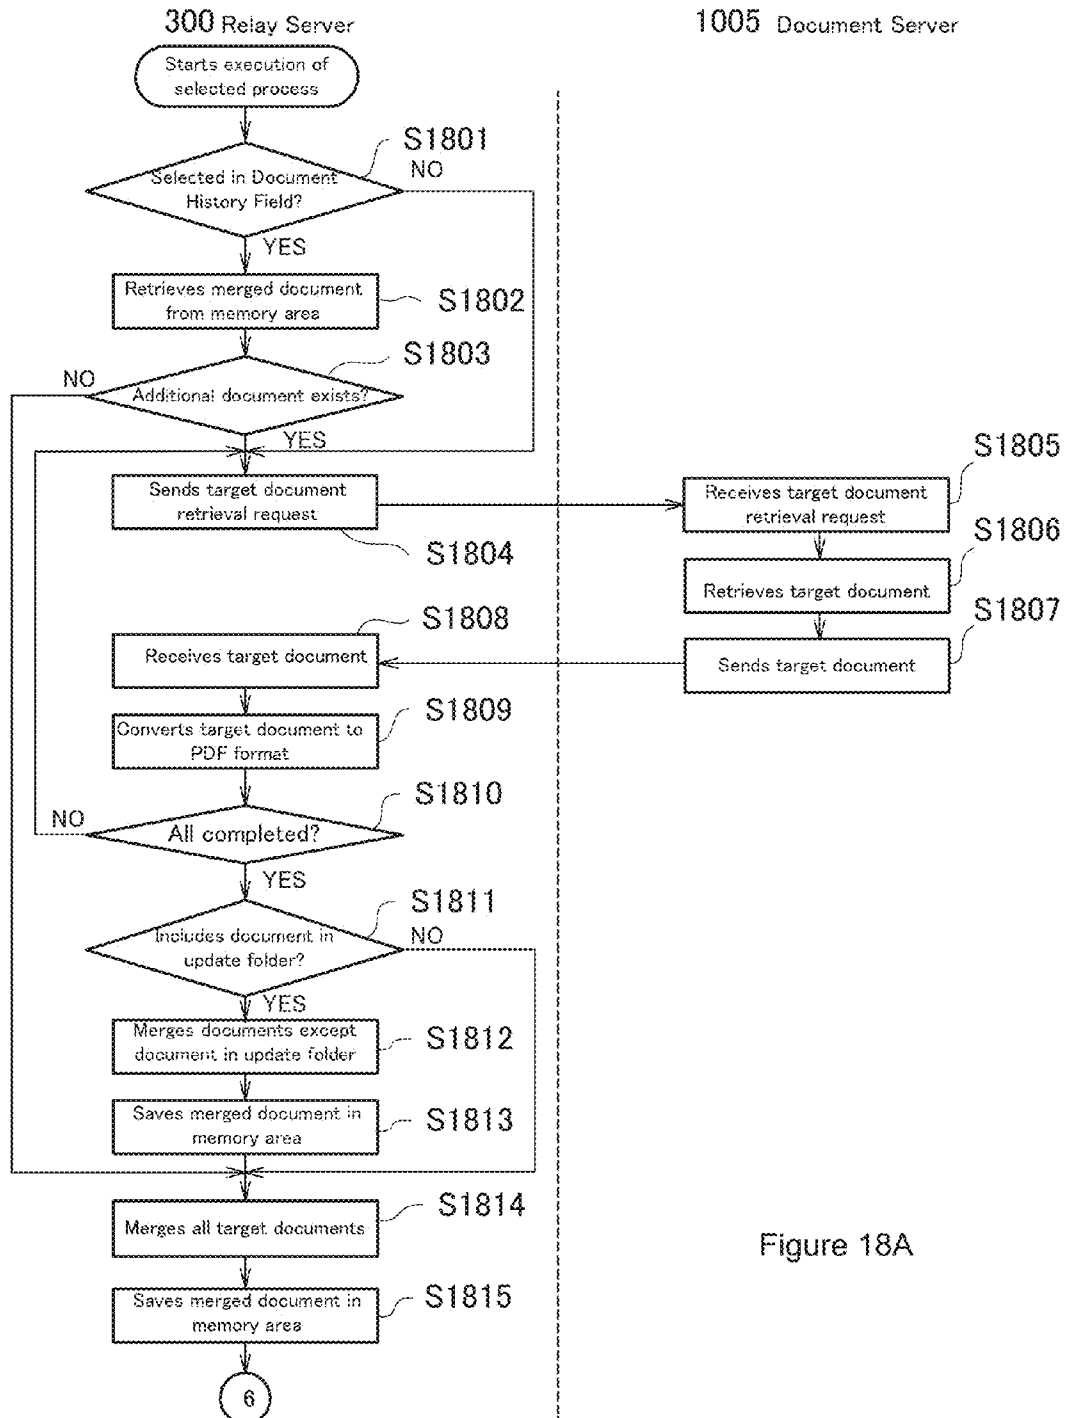 300 Relay Server
1005 Document Server
Starts execution of
selected process
S1801
Selected in Document
History Field?
NO
YES
Retrieves merged document
from memory area
S1802
S1803
NO
Additional document exists?
YES
Sends target document
retrieval request
S1804
S1805
Receives target document
retrieval request
S1806
Retrieves target document
S1807
Sends target document
S1808
Receives target document
S1809
Converts target document to
PDF format
S1810
NO
All completed?
YES
S1811
Includes document in
update folder?
NO
YES
Merges documents except
document in update folder
S1812
Saves merged document in
memory area
S1813
S1814
Merges all target documents
Figure 18A
Saves merged document in
memory area
S1815
6